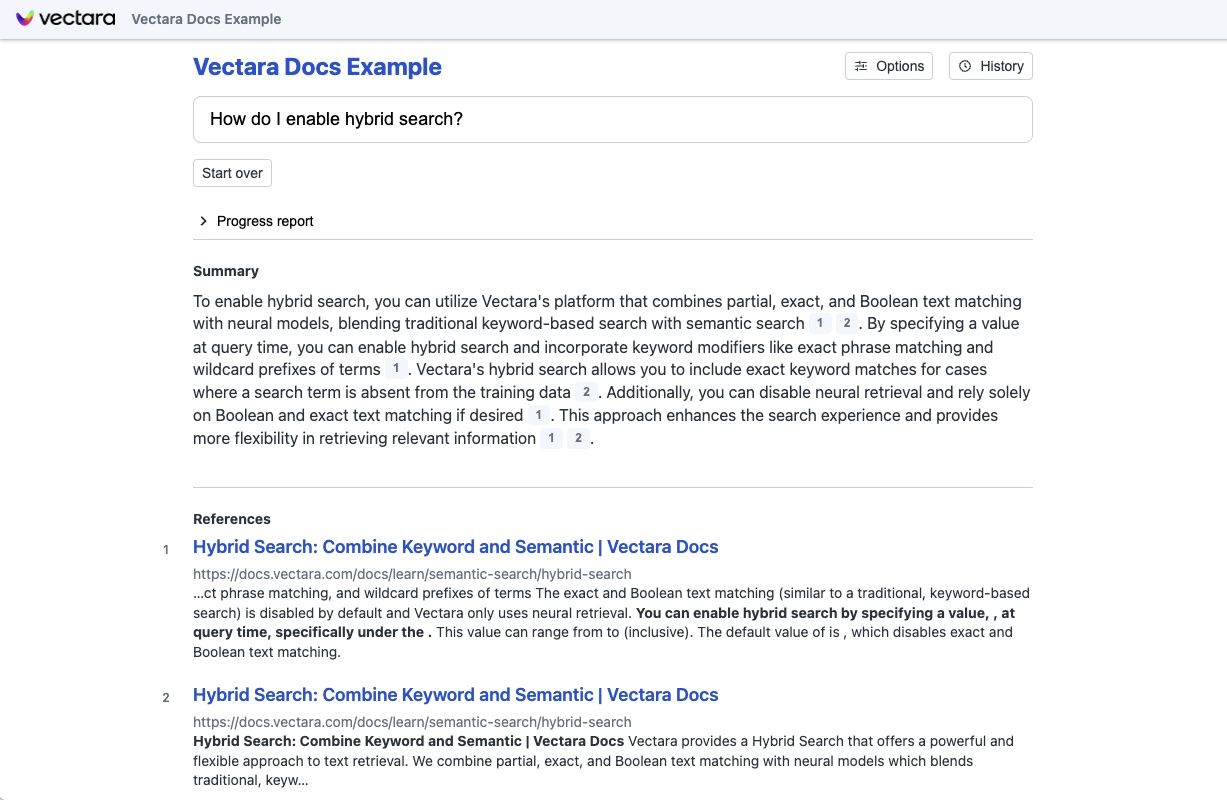 vectara Vectara Docs Example
Vectara Docs Example
Options
History
How do I enable hybrid search?
Start over
Progress report
Summary
To enable hybrid search, you can utilize Vectara's platform that combines partial, exact, and Boolean text matching
with neural models, blending traditional keyword-based search with semantic search 1 2 . By specifying a value
at query time, you can enable hybrid search and incorporate keyword modifiers like exact phrase matching and
wildcard prefixes of terms 1 . Vectara's hybrid search allows you to include exact keyword matches for cases
where a search term is absent from the training data 2 . Additionally, you can disable neural retrieval and rely solely
on Boolean and exact text matching if desired 1 . This approach enhances the search experience and provides
more flexibility in retrieving relevant information 1 2 .
References
1 Hybrid Search: Combine Keyword and Semantic | Vectara Docs
https://docs.vectara.com/docs/learn/semantic-search/hybrid-search
...ct phrase matching, and wildcard prefixes of terms The exact and Boolean text matching (similar to a traditional, keyword-based
search) is disabled by default and Vectara only uses neural retrieval. You can enable hybrid search by specifying a value, , at
query time, specifically under the . This value can range from to (inclusive). The default value of is , which disables exact and
Boolean text matching.
2 Hybrid Search: Combine Keyword and Semantic | Vectara Docs
https://docs.vectara.com/docs/learn/semantic-search/hybrid-search
Hybrid Search: Combine Keyword and Semantic | Vectara Docs Vectara provides a Hybrid Search that offers a powerful and
flexible approach to text retrieval. We combine partial, exact, and Boolean text matching with neural models which blends
traditional, keyw...